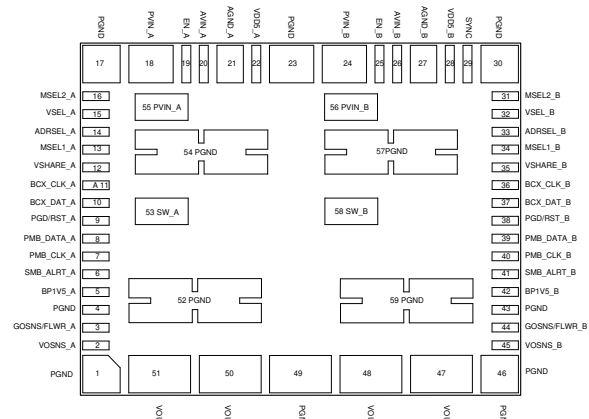 PGND PVIN_A EN_A AVIN_A AGND_A VDD5_A PGND PVIN_B EN_B AVIN_B AGND_B VDD5_B SYNC PGND
17 18 19 20 21 22 23 24 25 26 27 28 29 30
MSEL2_A 16 31 MSEL2_B
55 PVIN_A 56 PVIN_B
VSEL_A 15 32 VSEL_B
ADRSEL_A 14 33 ADRSEL_B
MSEL1_A 13 34 MSEL1_B
54 PGND 57PGND
VSHARE_A 12 35 VSHARE_B
BCX_CLK_A A 11 36 BCX_CLK_B
BCX_DAT_A 10 37 BCX_DAT_B
53 SW_A 58 SW_B
PGD/RST_A 9 38 PGD/RST_B
PMB_DATA_A 8 39 PMB_DATA_B
PMB_CLK_A 7 40 PMB_CLK_B
SMB_ALRT_A 6 41 SMB_ALRT_B
BP1V5_A 5 42 BP1V5_B
52 PGND 59 PGND
PGND 4 43 PGND
GOSNS/FLWR_A 3 44 GOSNS/FLWR_B
VOSNS_A 2 45 VOSNS_B
PGND 1 51 50 49 48 47 46 PGND